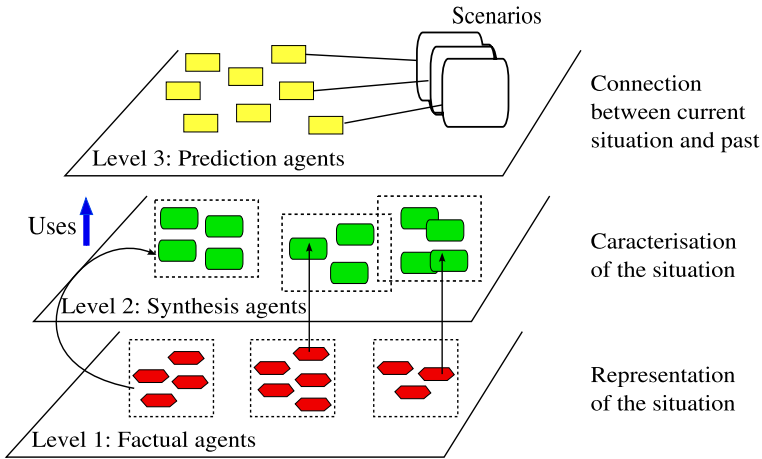 Scenarios
Connection
between current
situation and past
Level 3: Prediction agents
Uses
Caracterisation
of the situation
Level 2: Synthesis agents
Representation
of the situation
Level 1: Factual agents